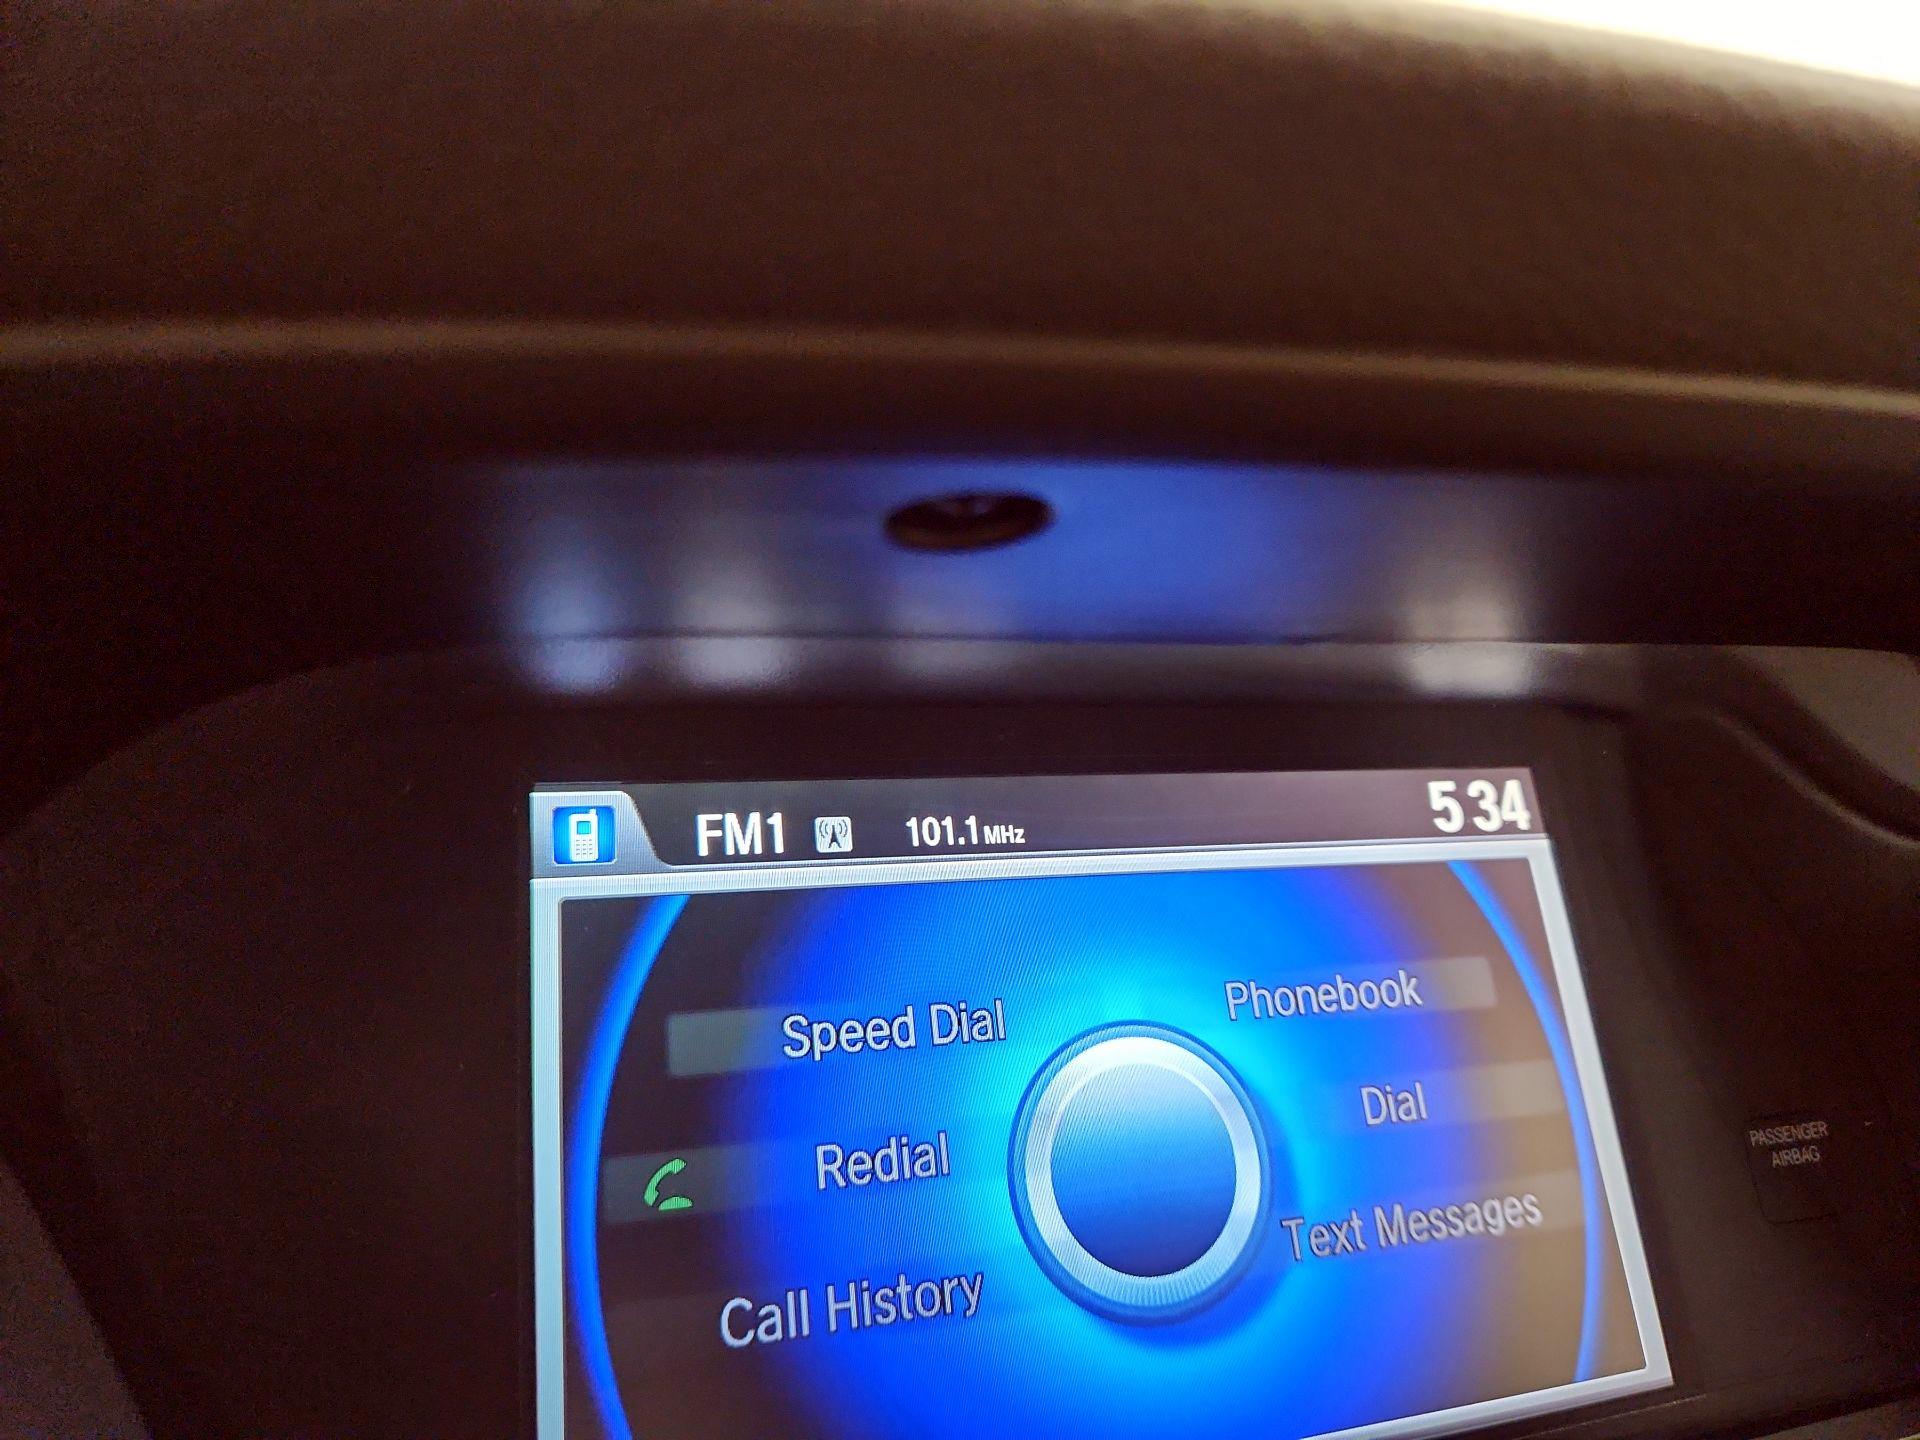 FM1 101.1 MHz 5 34
Speed Dial
Phonebook
Redial
Dial
Call History
Text Messages
PASSENGER
AIRBAG